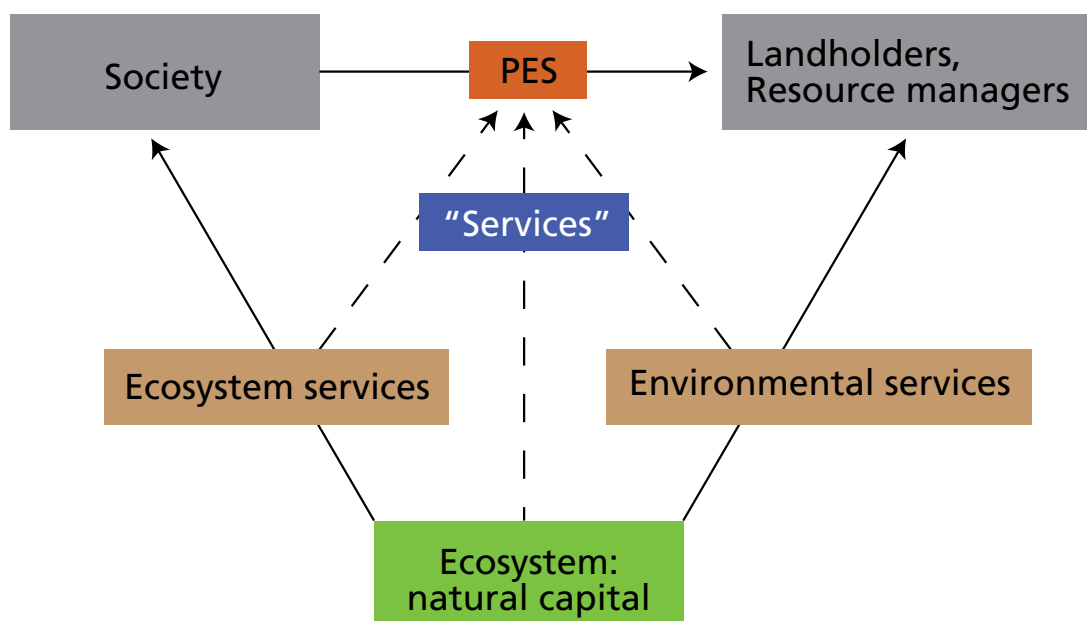 Society
PES
Landholders,
Resource managers
“Services”
Ecosystem services
Environmental services
Ecosystem:
natural capital